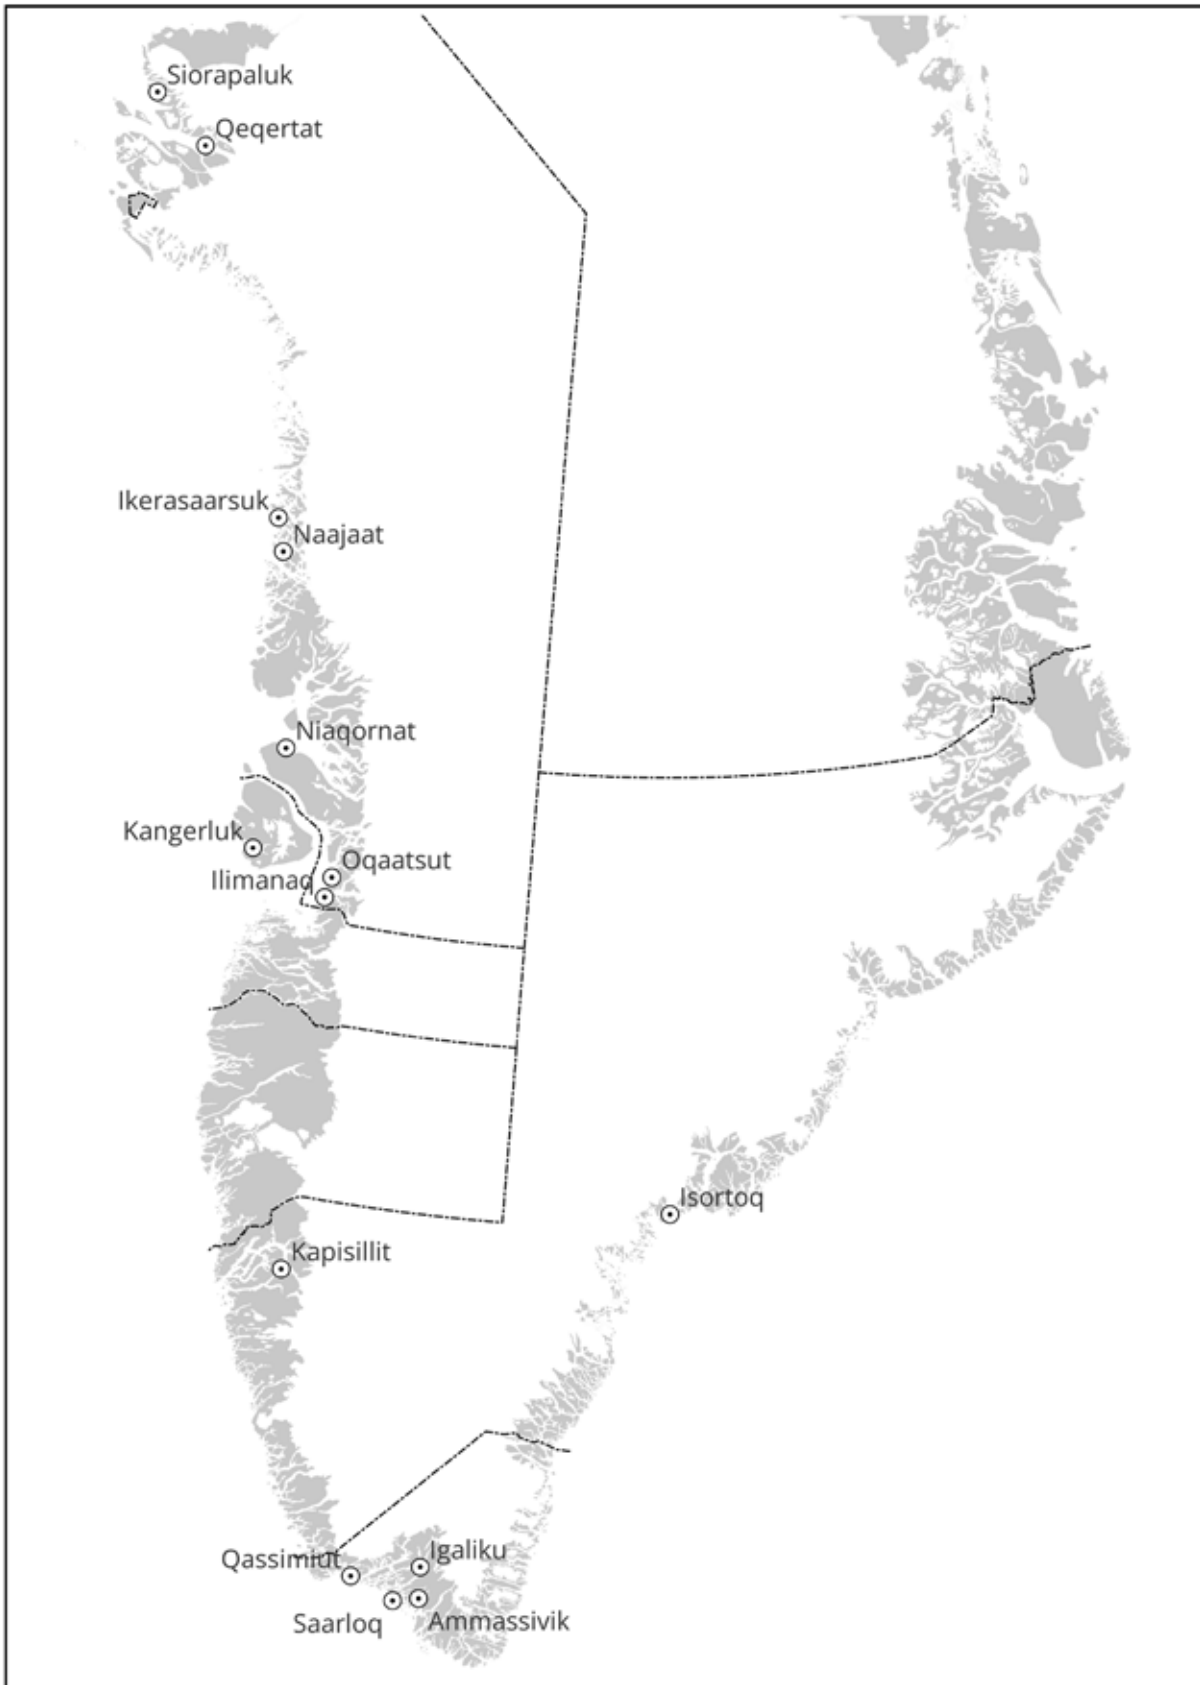 Siorapaluk
Qeqertat
Ikerasaarsuk
Naajaat
Niaqornat
Kangerluk
Oqaatsut
Ilimanaq
Isortoq
Kapisillit
Igaliku
Qassimiut
Saarloq
Ammassivik